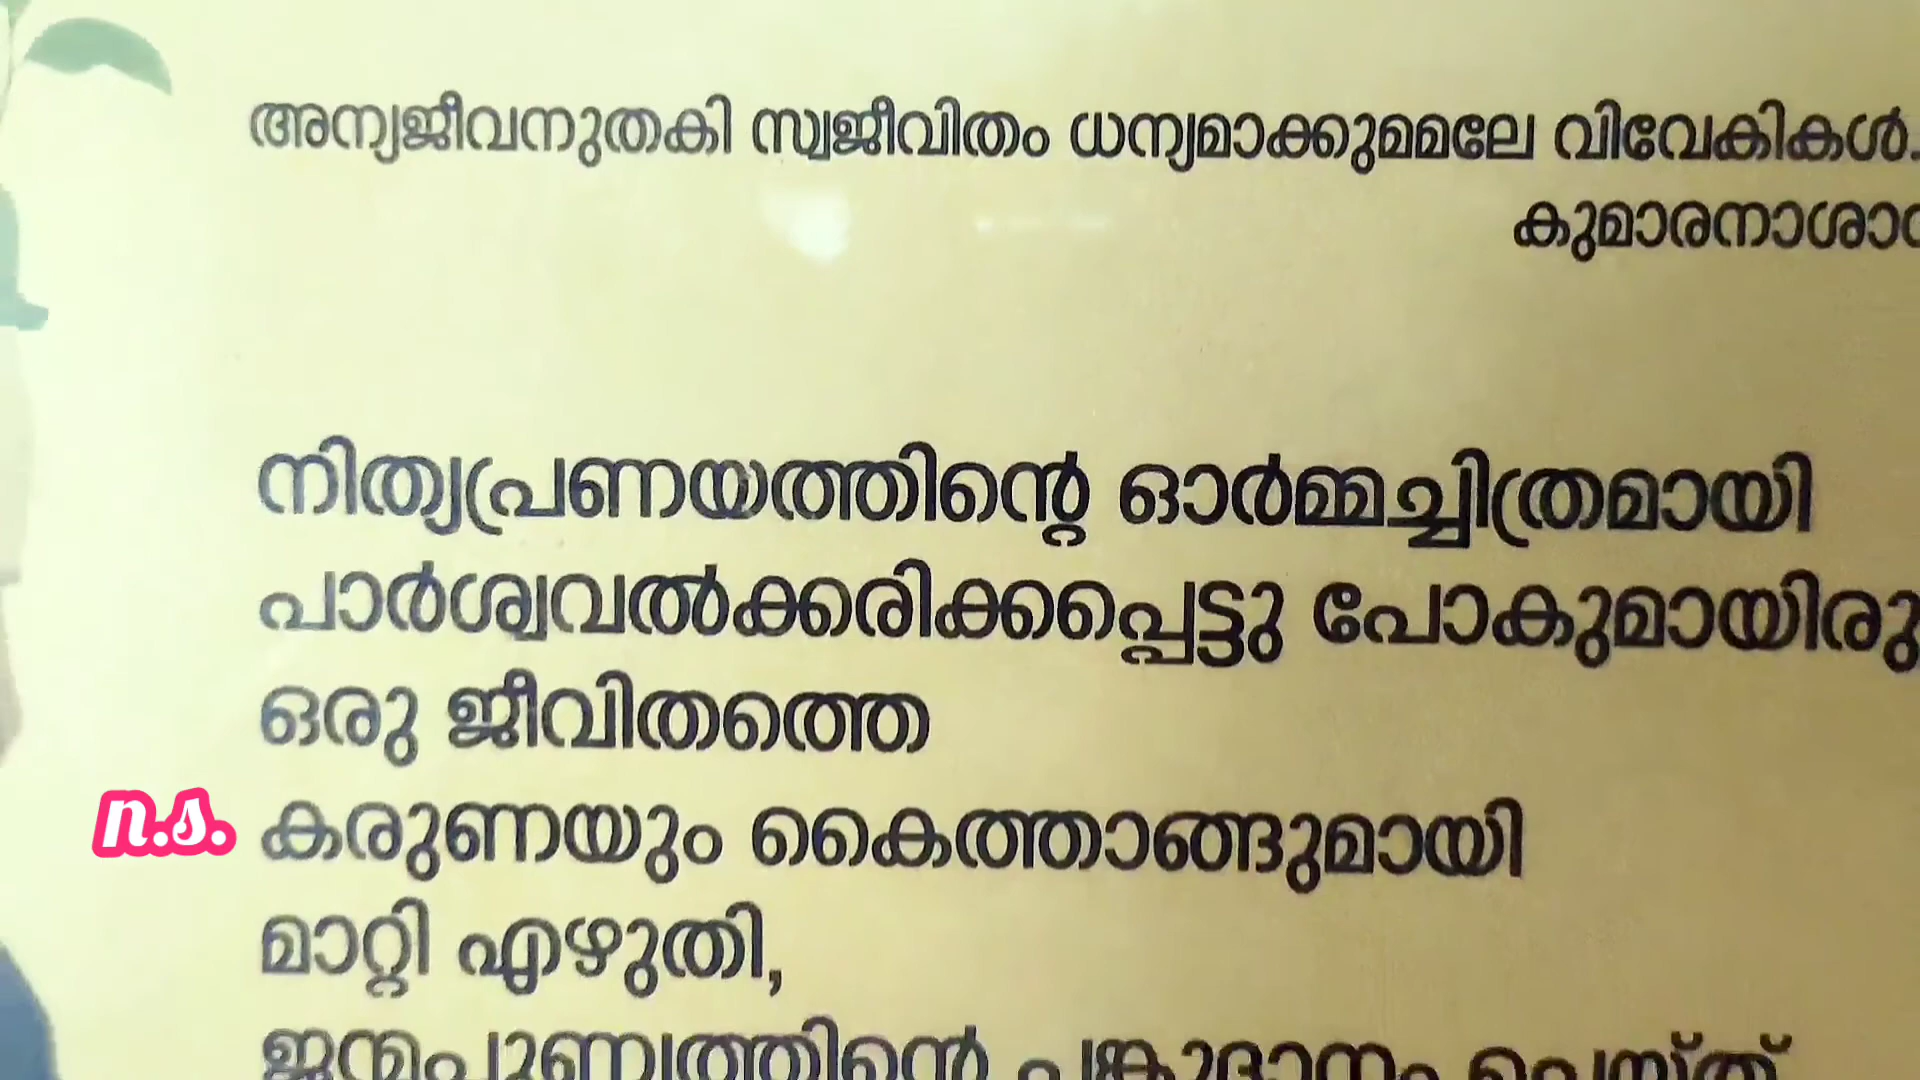 അന്യജീവനുതകി സ്വജീവിതം ധന്യമാക്കുമമലേ വിവേകികൾ.
നിത്യപ്രണയത്തിന്റെ ഓർമ്മച്ചിത്രമായി
പാർശ്വവൽക്കരിക്കപ്പെട്ടു
ഒരു ജീവിതത്തെ
n.s.
കരുണയും കൈത്താങ്ങുമായി
മാറ്റി എഴുതി,